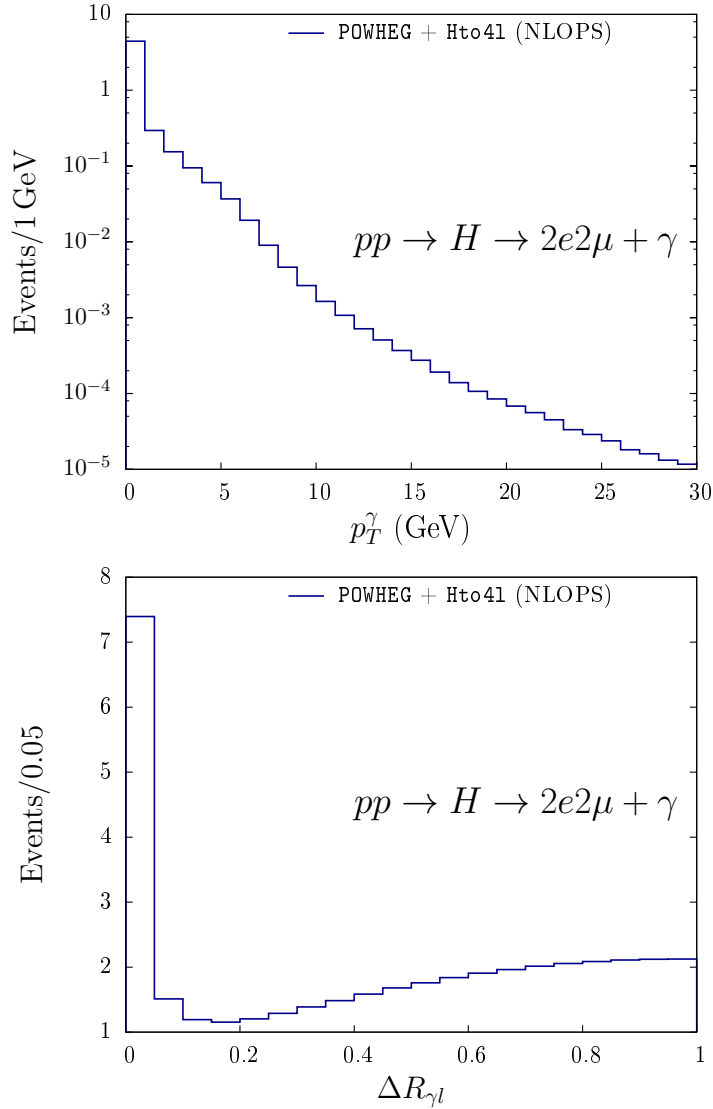 POWHEG + Hto4l (NLOPS)
10
1
10⁻¹
10⁻²
10⁻³
10⁻⁴
10⁻⁵
Events/1 GeV
pp → H → 2e2μ + γ
0 5 10 15 20 25 30
p_T^γ (GeV)
POWHEG + Hto4l (NLOPS)
8
7
6
5
4
3
2
1
Events/0.05
pp → H → 2e2μ + γ
0 0.2 0.4 0.6 0.8 1
ΔR_γl